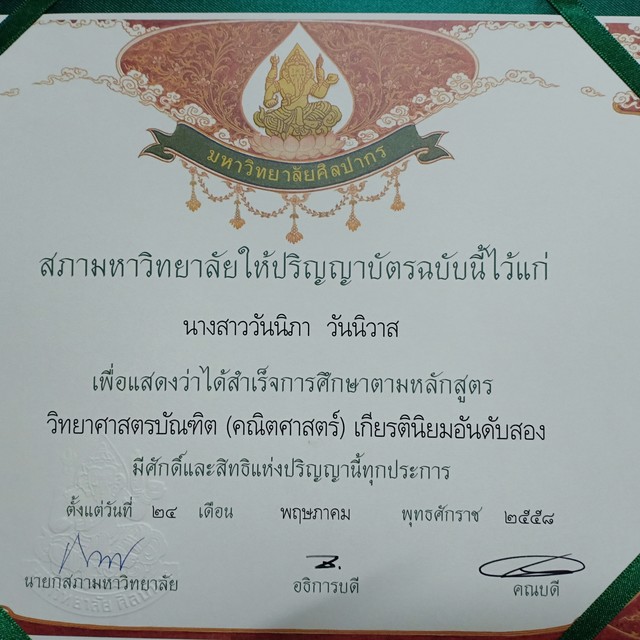 มหาวิทยาลัยศิลปากร
สภามหาวิทยาลัยให้ปริญญาบัตรฉบับนี้ไว้แก่
นางสาววันนิภา วันนิวาส
เพื่อแสดงว่าได้สำเร็จการศึกษาตามหลักสูตร
วิทยาศาสตรบัณฑิต (คณิตศาสตร์) เกียรตินิยมอันดับสอง
มีศักดิ์และสิทธิแห่งปริญญานี้ทุกประการ
ตั้งแต่วันที่ ๒๔ เดือน พฤษภาคม พุทธศักราช ๒๕๕๘
นายกสภามหาวิทยาลัย อธิการบดี คณบดี